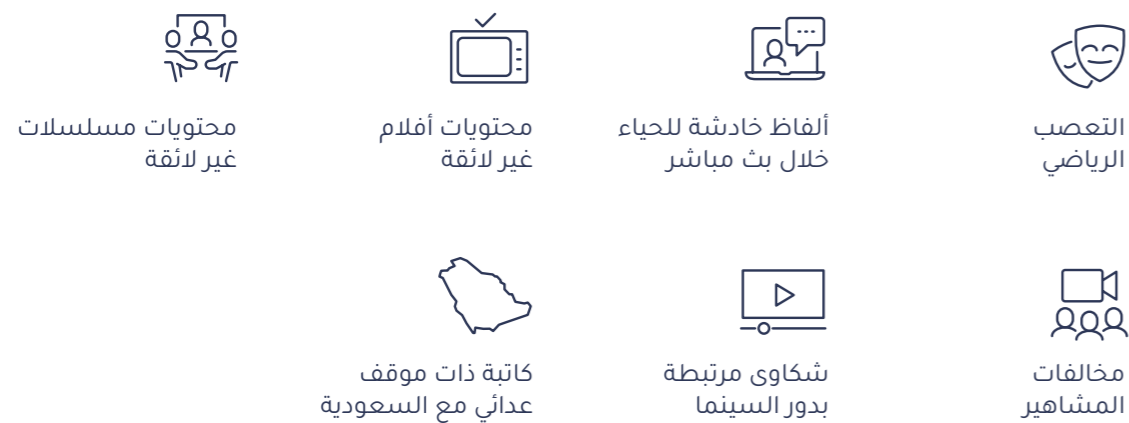 التعصب
الرياضي
ألفاظ خادشة للحياء
خلال بث مباشر
محتويات أفلام
غير لائقة
محتويات مسلسلات
غير لائقة
مخالفات
المشاهير
شكاوى مرتبطة
بدور السينما
كاتبة ذات موقف
عدائي مع السعودية